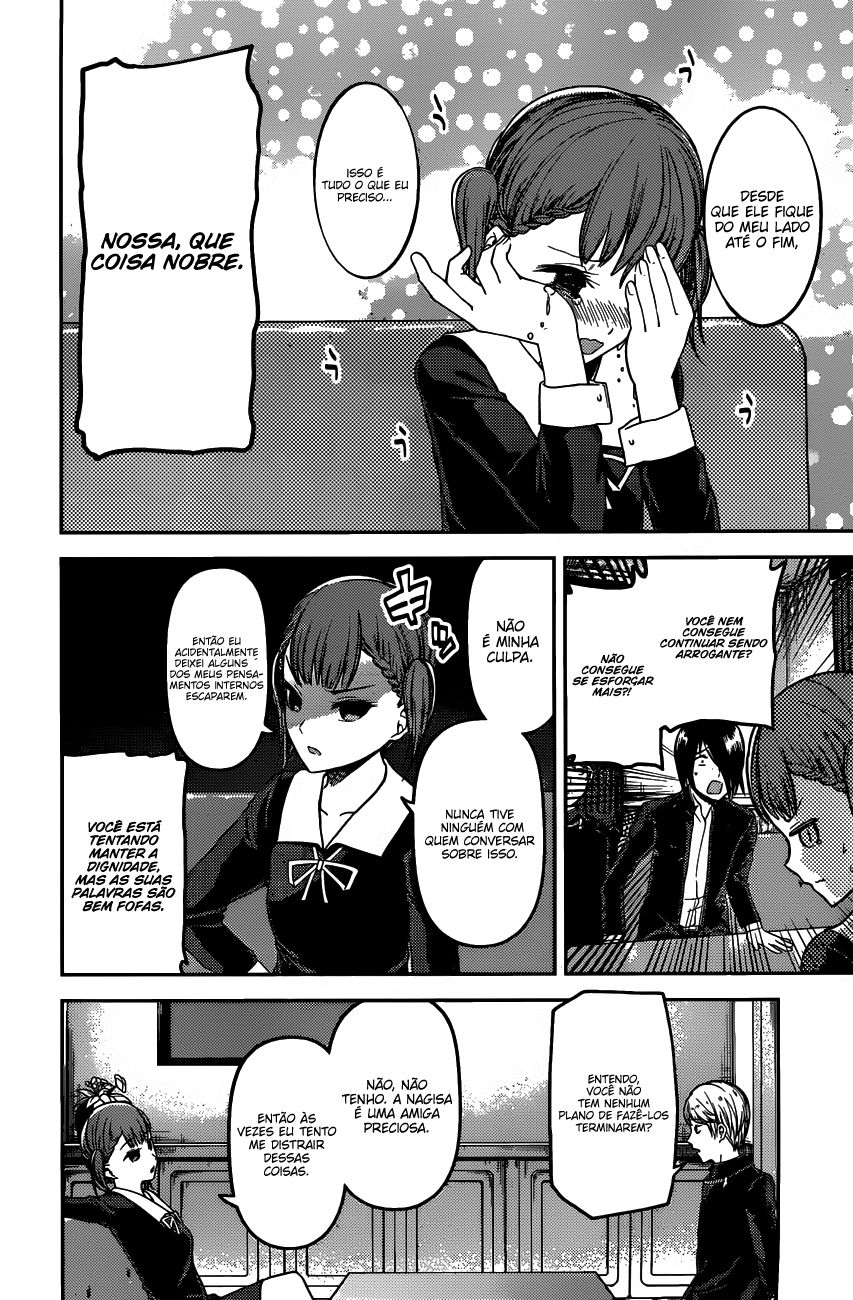 DESDE
QUE ELE FIQUE
DO MEU LADO
ATÉ O FIM,
ISSO É
TUDO O QUE EU
PRECISO...
NOSSA, QUE
COISA NOBRE.
VOCÊ NEM
CONSEGUE
CONTINUAR SENDO
ARROGANTE?
NÃO
CONSEGUE
SE ESFORÇAR
MAIS?!
NÃO
É MINHA
CULPA.
NUNCA TIVE
NINGUÉM COM
QUEM CONVERSAR
SOBRE ISSO.
ENTÃO EU
ACIDENTALMENTE
DEIXEI ALGUNS
DOS MEUS PENSA-
MENTOS INTERNOS
ESCAPAREM.
VOCÊ ESTÁ
TENTANDO
MANTER A
DIGNIDADE,
MAS AS SUAS
PALAVRAS SÃO
BEM FOFAS.
ENTENDO,
VOCÊ NÃO
TEM NENHUM
PLANO DE FAZÊ-LOS
TERMINAREM?
NÃO, NÃO
TENHO. A NAGISA
É UMA AMIGA
PRECIOSA.
ENTÃO ÀS
VEZES EU TENTO
ME DISTRAIR
DESSAS
COISAS.